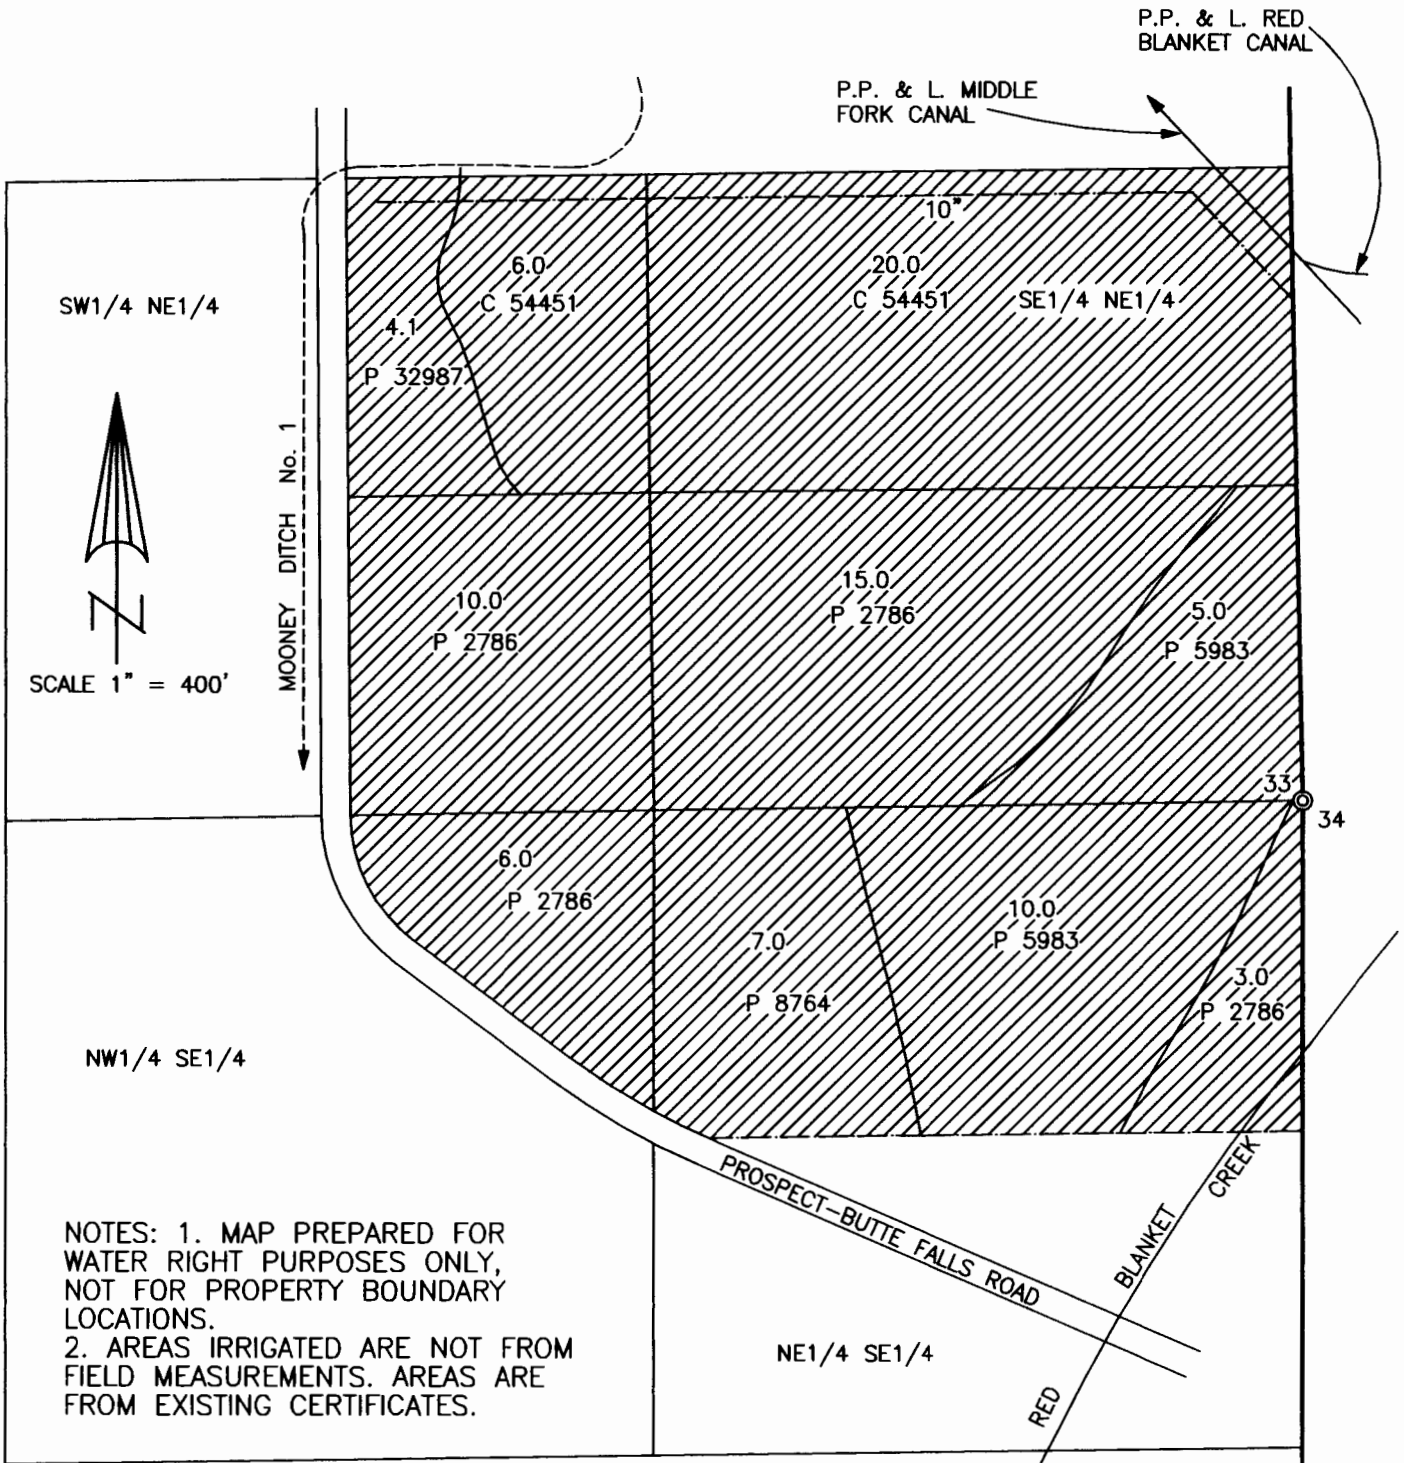 P.P. & L. RED
BLANKET CANAL
P.P. & L. MIDDLE
FORK CANAL
10"
6.0
C 54451
20.0
C 54451
SE1/4 NE1/4
SW1/4 NE1/4
4.1
P 32987
MOONEY DITCH No. 1
N
SCALE 1" = 400'
10.0
P 2786
15.0
P 2786
5.0
P 5983
33
34
6.0
P 2786
7.0
P 8764
10.0
P 5983
3.0
P 2786
NW1/4 SE1/4
PROSPECT-BUTTE FALLS ROAD
RED BLANKET CREEK
NE1/4 SE1/4
NOTES: 1. MAP PREPARED FOR
WATER RIGHT PURPOSES ONLY,
NOT FOR PROPERTY BOUNDARY
LOCATIONS.
2. AREAS IRRIGATED ARE NOT FROM
FIELD MEASUREMENTS. AREAS ARE
FROM EXISTING CERTIFICATES.